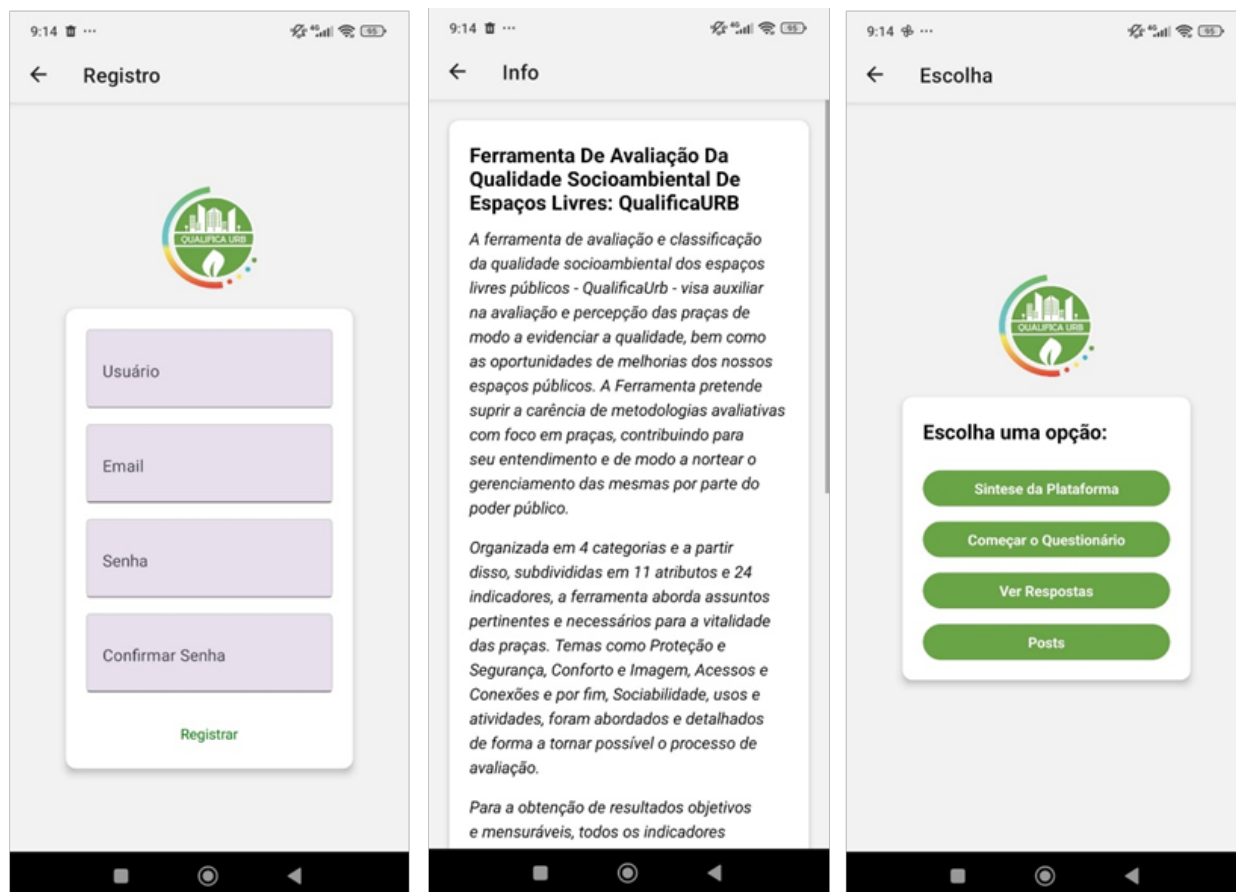 9:14
4G
95
Registro
QUALIFICA URB
Usuário
Email
Senha
Confirmar Senha
Registrar
9:14
4G
95
Info
Ferramenta De Avaliação Da
Qualidade Socioambiental De
Espaços Livres: QualificaURB
A ferramenta de avaliação e classificação
da qualidade socioambiental dos espaços
livres públicos - QualificaUrb - visa auxiliar
na avaliação e percepção das praças de
modo a evidenciar a qualidade, bem como
as oportunidades de melhorias dos nossos
espaços públicos. A Ferramenta pretende
suprir a carência de metodologias avaliativas
com foco em praças, contribuindo para
seu entendimento e de modo a nortear o
gerenciamento das mesmas por parte do
poder público.
Organizada em 4 categorias e a partir
disso, subdivididas em 11 atributos e 24
indicadores, a ferramenta aborda assuntos
pertinentes e necessários para a vitalidade
das praças. Temas como Proteção e
Segurança, Conforto e Imagem, Acessos e
Conexões e por fim, Sociabilidade, usos e
atividades, foram abordados e detalhados
de forma a tornar possível o processo de
avaliação.
Para a obtenção de resultados objetivos
e mensuráveis, todos os indicadores
9:14
4G
95
Escolha
QUALIFICA URB
Escolha uma opção:
Sintese da Plataforma
Começar o Questionário
Ver Respostas
Posts